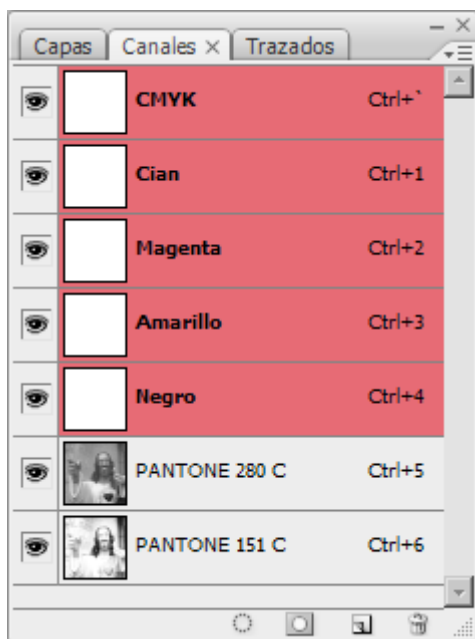 Capas Canales × Trazados
CMYK Ctrl+`
Cian Ctrl+1
Magenta Ctrl+2
Amarillo Ctrl+3
Negro Ctrl+4
PANTONE 280 C Ctrl+5
PANTONE 151 C Ctrl+6